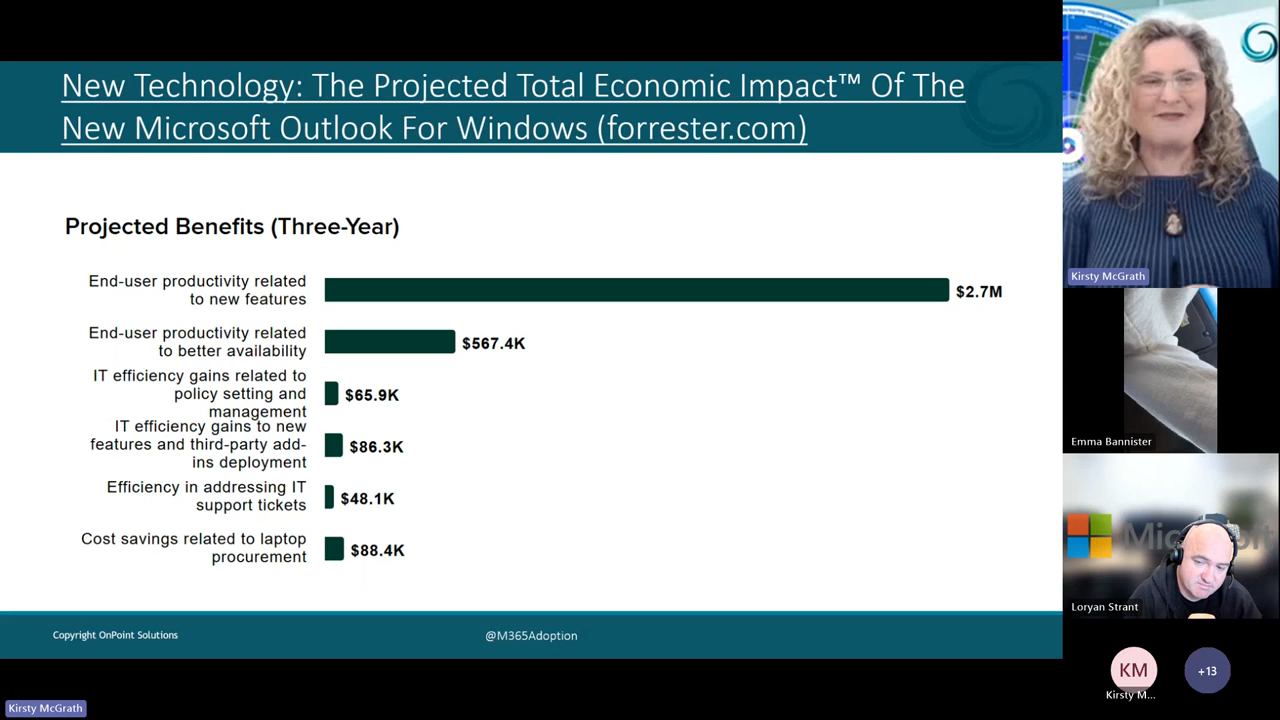 New Technology: The Projected Total Economic Impact™ Of The
New Microsoft Outlook For Windows (forrester.com)
Projected Benefits (Three-Year)
End-user productivity related
to new features
$2.7M
End-user productivity related
to better availability
$567.4K
IT efficiency gains related to
policy setting and
management
$65.9K
IT efficiency gains to new
features and third-party add-
ins deployment
$86.3K
Efficiency in addressing IT
support tickets
$48.1K
Cost savings related to laptop
procurement
$88.4K
Copyright OnPoint Solutions
@M365Adoption
Kirsty McGrath
Kirsty McGrath
Emma Bannister
Loryan Strant
KM
Kirsty M...
+13